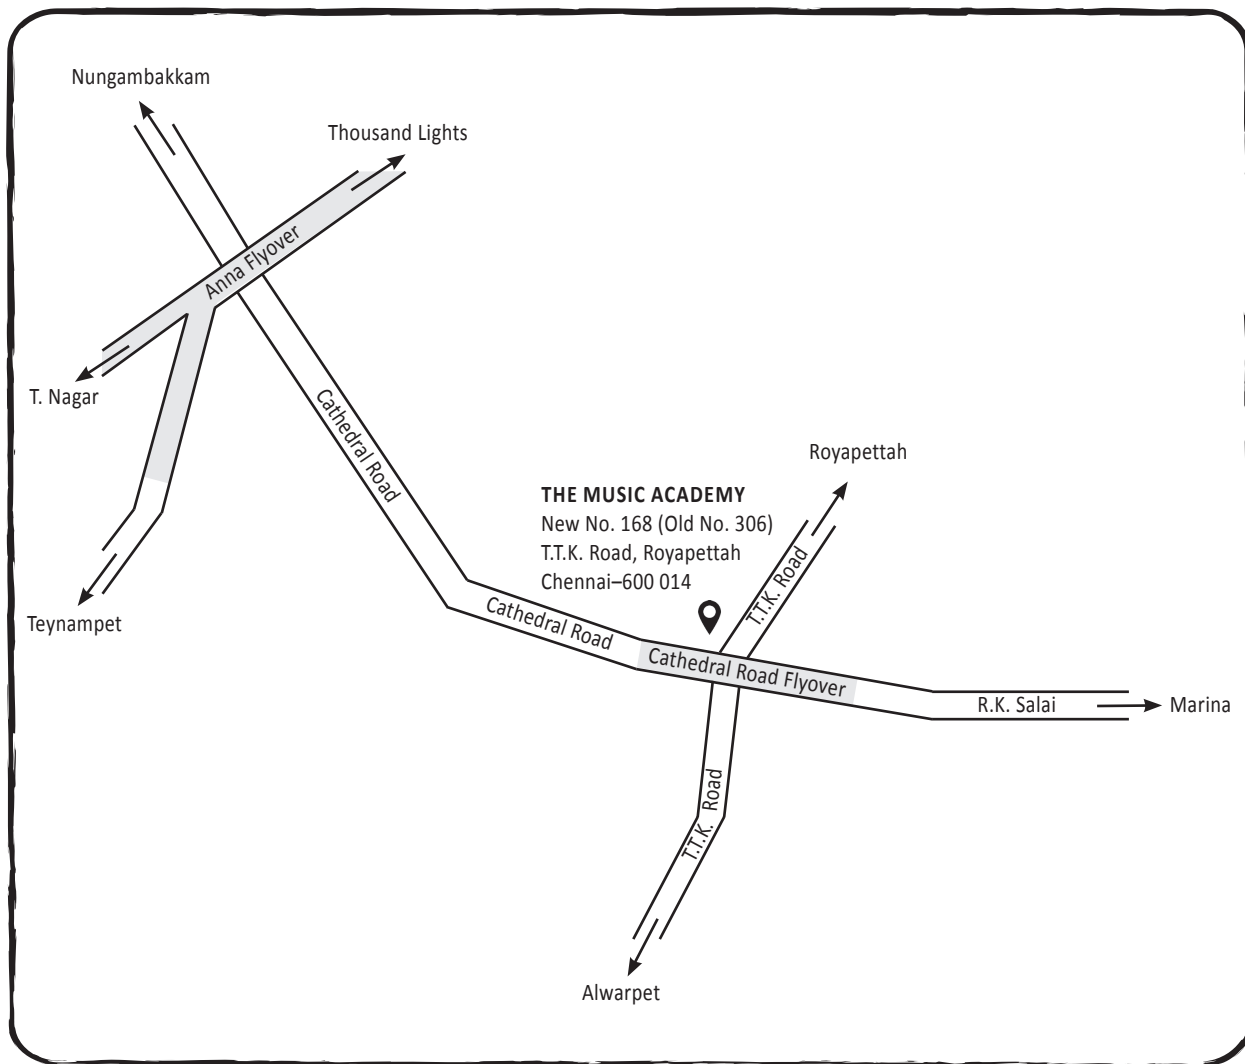 Nungambakkam
Thousand Lights
Anna Flyover
T. Nagar
Cathedral Road
Royapettah
THE MUSIC ACADEMY
New No. 168 (Old No. 306)
T.T.K. Road, Royapettah
Chennai–600 014
T.T.K. Road
Teynampet
Cathedral Road
Cathedral Road Flyover
R.K. Salai
Marina
T.T.K. Road
Alwarpet